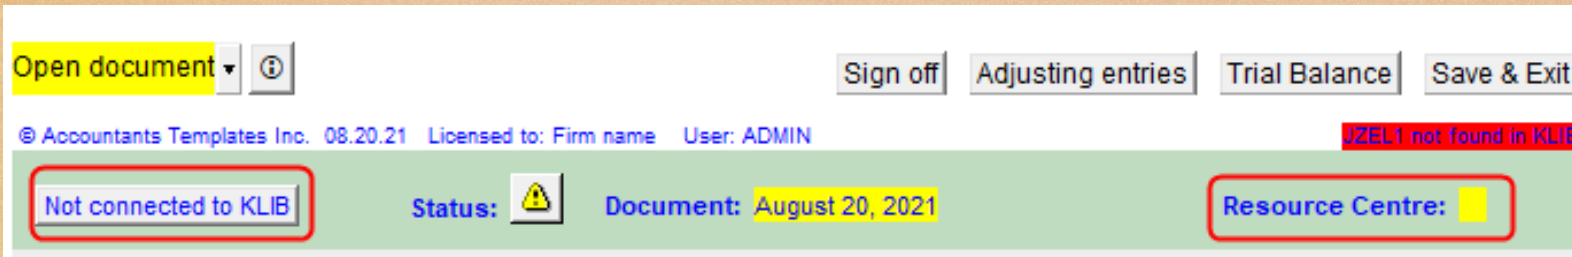 Open document Sign off Adjusting entries Trial Balance Save & Exit
© Accountants Templates Inc. 08.20.21 Licensed to: Firm name User: ADMIN JZEL1 not found in KLIB
Not connected to KLIB Status: Document: August 20, 2021 Resource Centre: